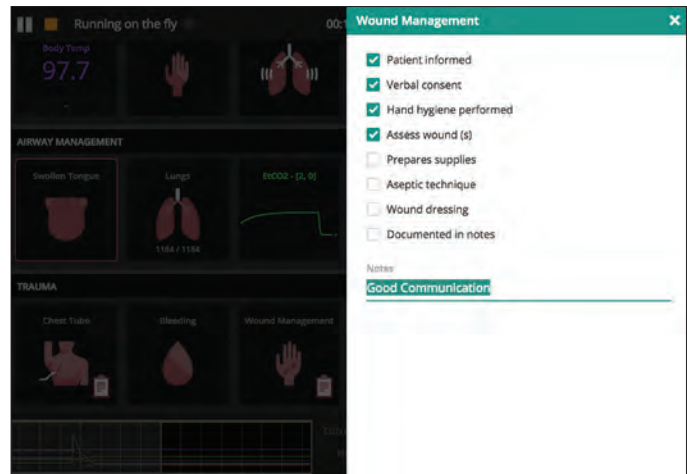 Running on the fly
00:1
Body Temp
97.7
AIRWAY MANAGEMENT
Swollen Tongue
Lungs
EtCO2 - [2, 0]
1184 / 1184
TRAUMA
Chest Tube
Bleeding
Wound Management
Wound Management
Patient informed
Verbal consent
Hand hygiene performed
Assess wound (s)
Prepares supplies
Aseptic technique
Wound dressing
Documented in notes
Notes
Good Communication